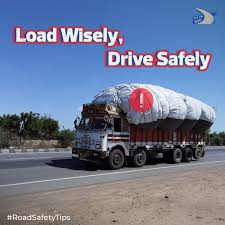 Load Wisely,
Drive Safely
!
#RoadSafetyTips